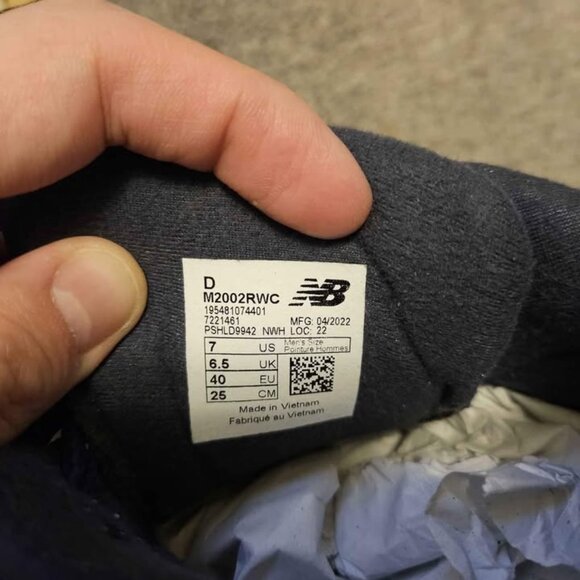 D
M2002RWC NB
195481074401
7221461 MFG: 04/2022
PSHLD9942 NWH LOC: 22
7 US Men's Size
Pointure Hommes
6.5 UK
40 EU
25 CM
Made in Vietnam
Fabriqué au Vietnam